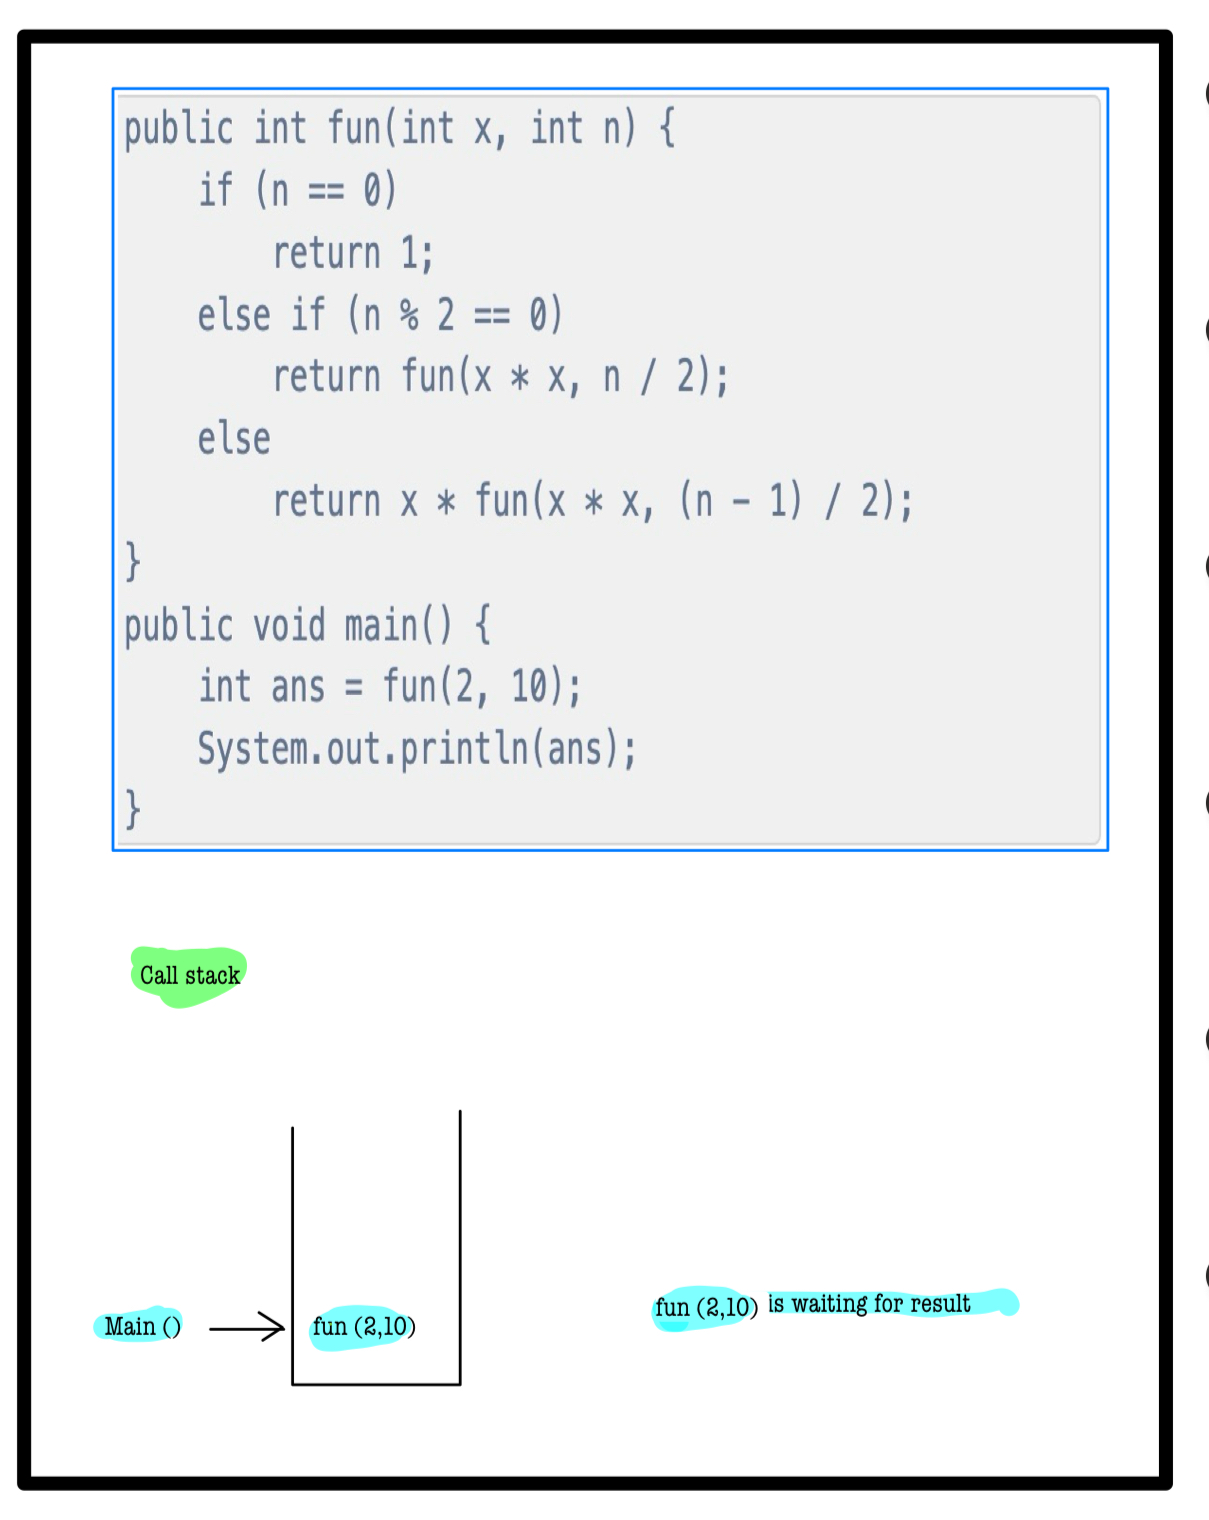 public int fun(int x, int n) {
    if (n == 0)
        return 1;
    else if (n % 2 == 0)
        return fun(x * x, n / 2);
    else
        return x * fun(x * x, (n - 1) / 2);
}
public void main() {
    int ans = fun(2, 10);
    System.out.println(ans);
}
Call stack
Main () fun (2,10)
fun (2,10) is waiting for result